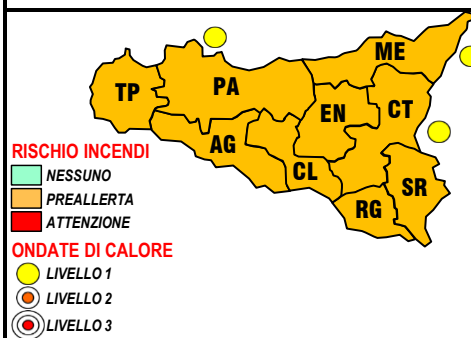 ME
PA
TP
EN
CT
AG
CL
SR
RG
RISCHIO INCENDI
NESSUNO
PREALLERTA
ATTENZIONE
ONDATE DI CALORE
LIVELLO 1
LIVELLO 2
LIVELLO 3